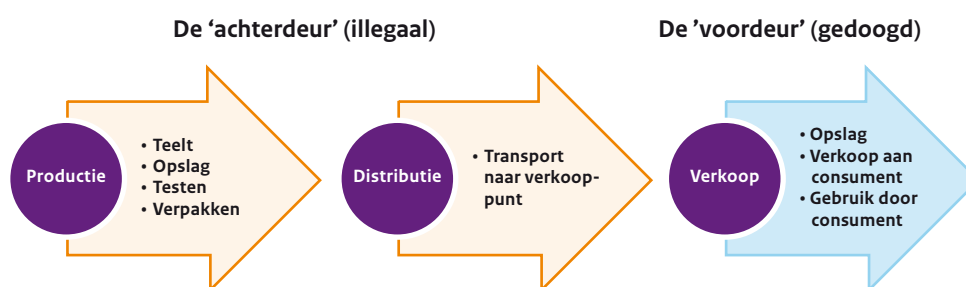 De ‘achterdeur’ (illegaal)
De ’voordeur’ (gedoogd)
Productie
• Teelt
• Opslag
• Testen
• Verpakken
Distributie
• Transport
naar verkoop-
punt
Verkoop
• Opslag
• Verkoop aan
consument
• Gebruik door
consument